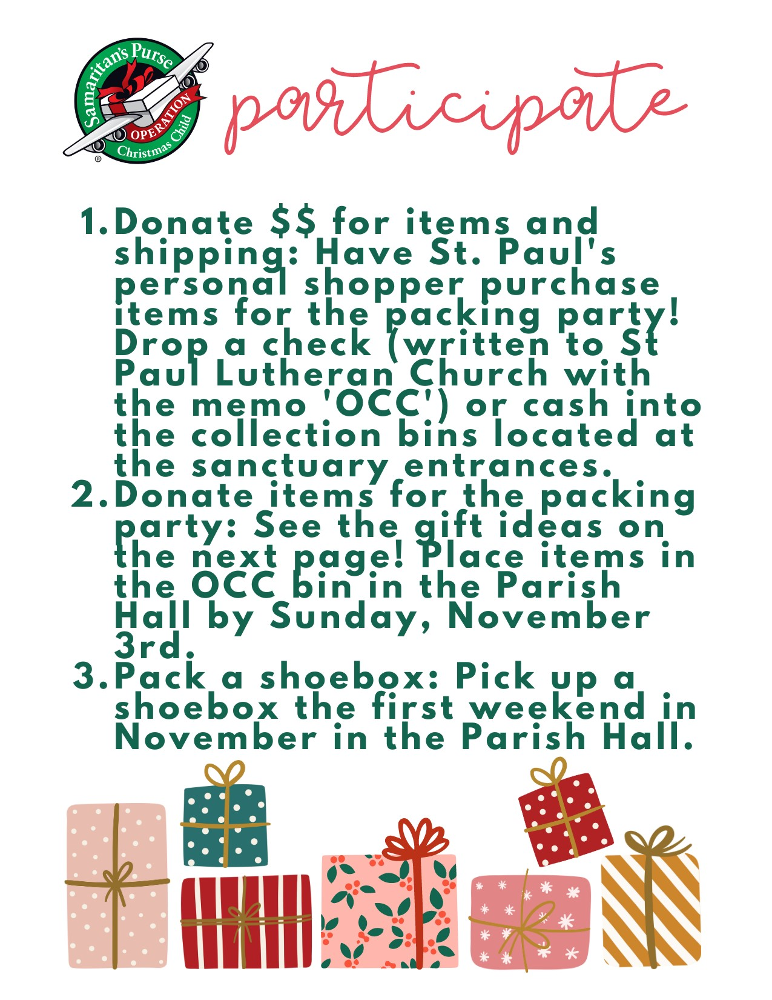 Samaritan's Purse
OPERATION
Christmas Child
®
participate
1. Donate $$ for items and
shipping: Have St. Paul's
personal shopper purchase
items for the packing party!
Drop a check (written to St
Paul Lutheran Church with
the memo 'OCC') or cash into
the collection bins located at
the sanctuary entrances.
2. Donate items for the packing
party: See the gift ideas on
the next page! Place items in
the OCC bin in the Parish
Hall by Sunday, November
3rd.
3. Pack a shoebox: Pick up a
shoebox the first weekend in
November in the Parish Hall.